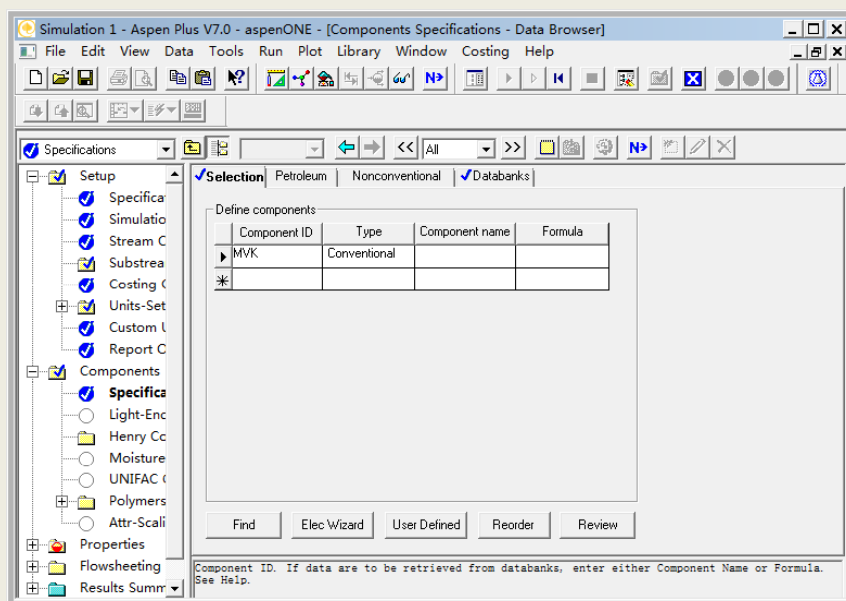 Simulation 1 - Aspen Plus V7.0 - aspenONE - [Components Specifications - Data Browser]
File Edit View Data Tools Run Plot Library Window Costing Help
N>
Specifications
<< All >>
N>
Setup
Specifica
Simulatio
Stream C
Substrea
Costing
Units-Set
Custom U
Report O
Components
Specifica
Light-Enc
Henry Cc
Moisture
UNIFAC
Polymers
Attr-Scali
Properties
Flowsheeting
Results Summ
Selection Petroleum Nonconventional Databanks
Define components
Component ID Type Component name Formula
MVK Conventional
Find Elec Wizard User Defined Reorder Review
Component ID. If data are to be retrieved from databanks, enter either Component Name or Formula.
See Help.